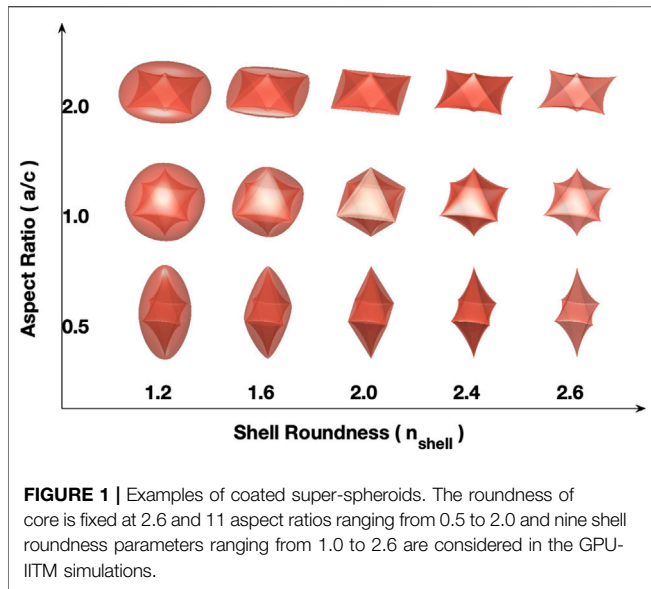 Aspect Ratio ( a/c )
2.0
1.0
0.5
1.2 1.6 2.0 2.4 2.6
Shell Roundness ( n_shell )
FIGURE 1 | Examples of coated super-spheroids. The roundness of
core is fixed at 2.6 and 11 aspect ratios ranging from 0.5 to 2.0 and nine shell
roundness parameters ranging from 1.0 to 2.6 are considered in the GPU-
IITM simulations.